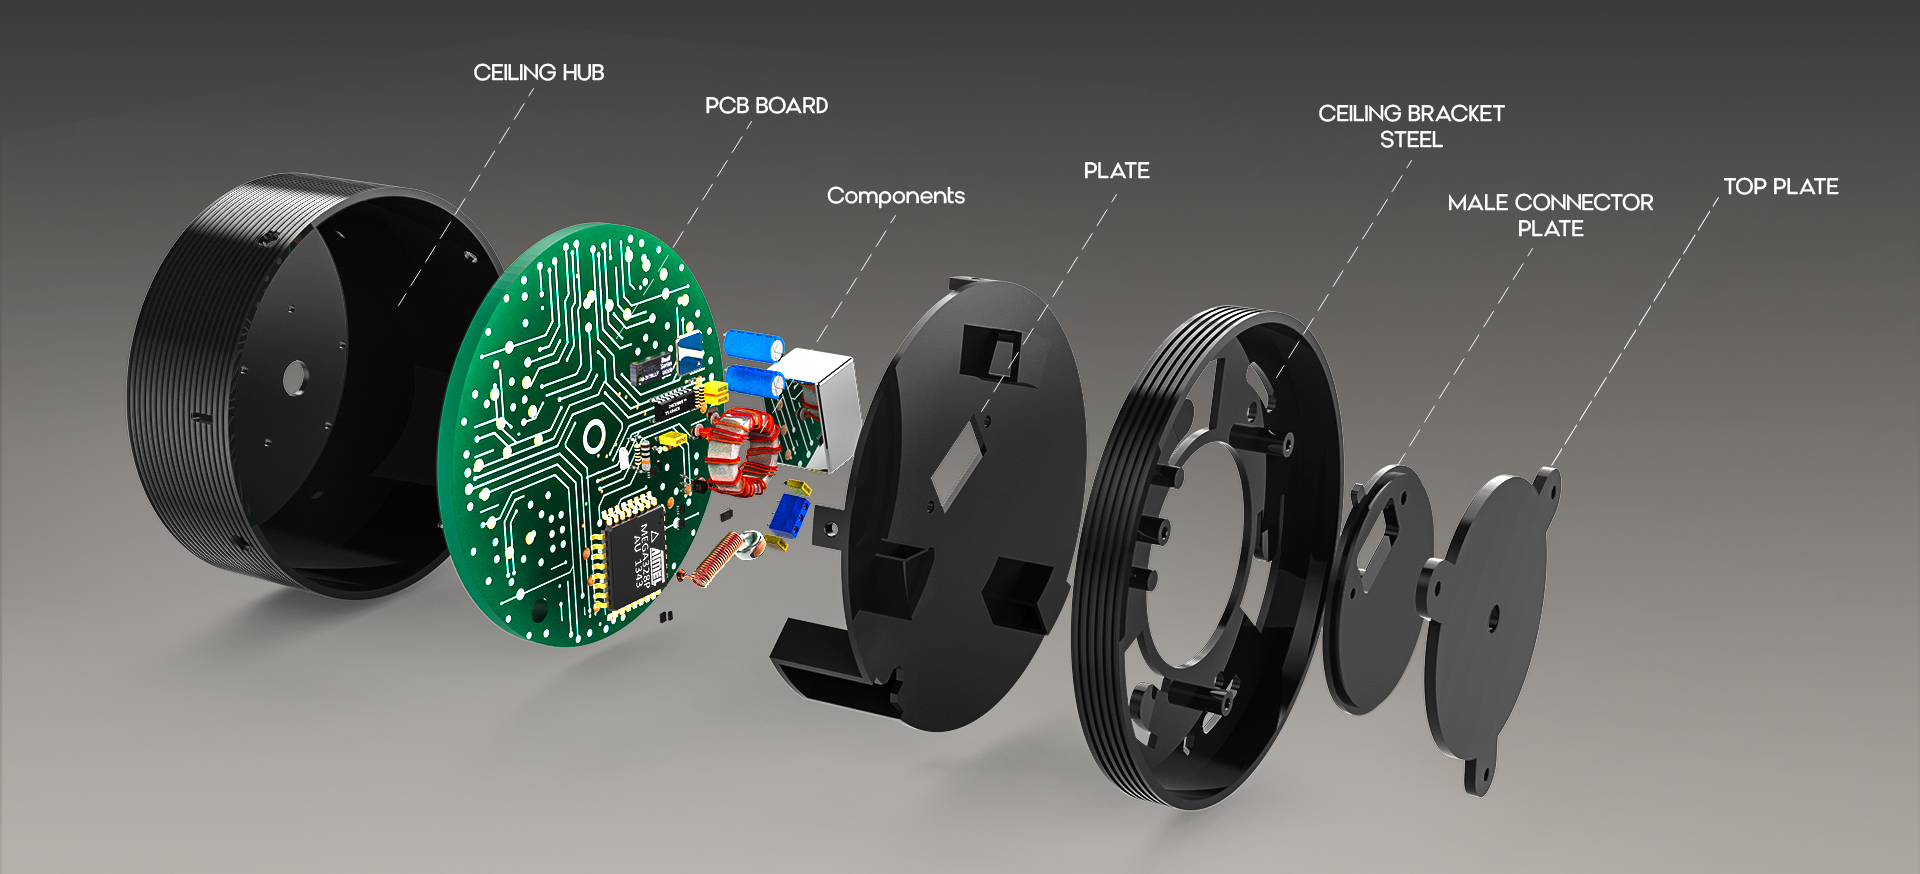 CEILING HUB
PCB BOARD
Components
PLATE
CEILING BRACKET
STEEL
MALE CONNECTOR
PLATE
TOP PLATE
ATMEL
MEGA328P
AU 1343